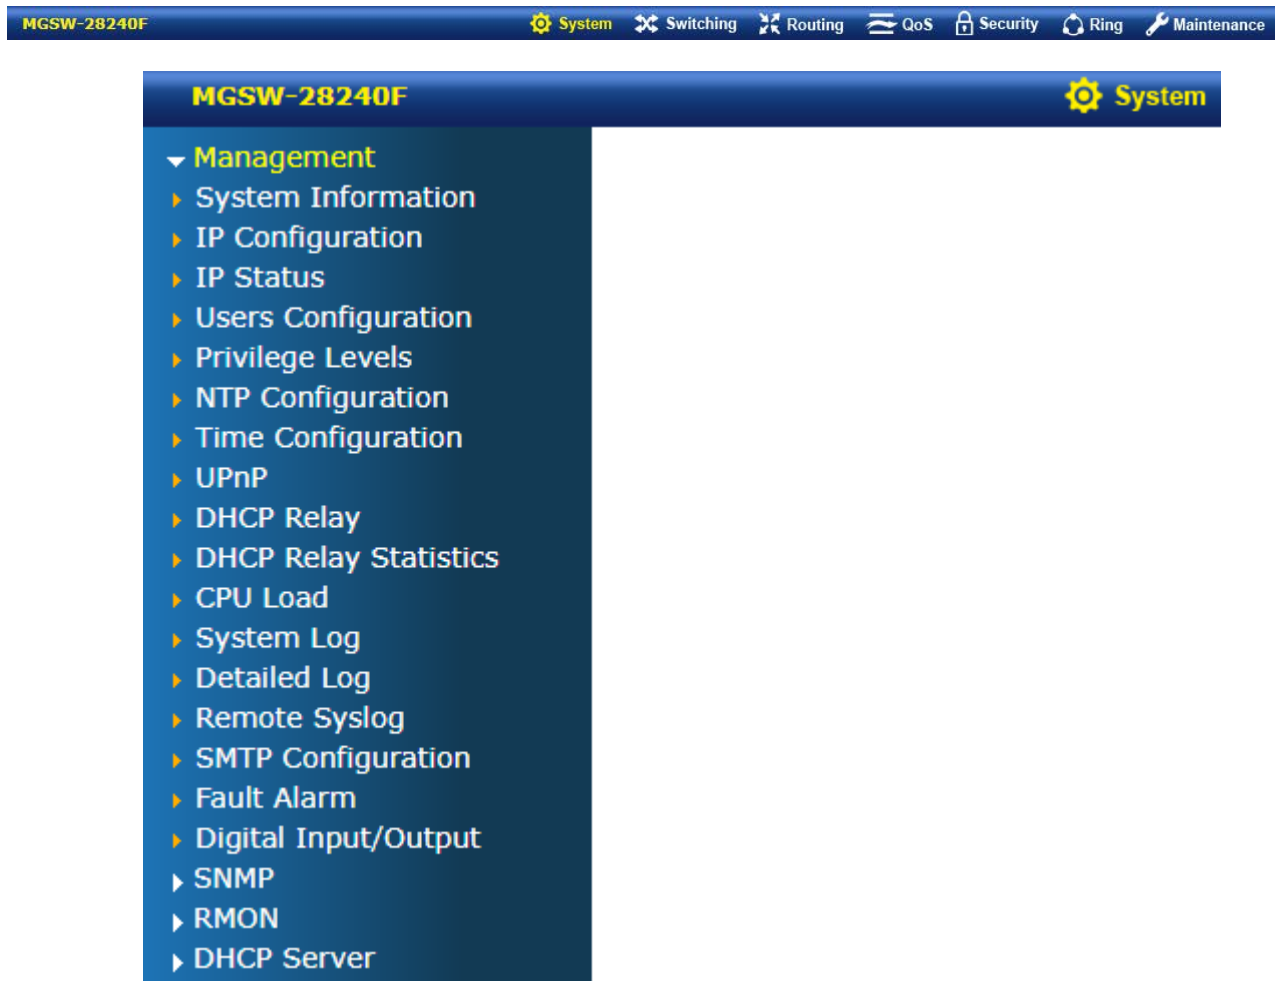 MGSW-28240F System Switching Routing QoS Security Ring Maintenance
MGSW-28240F System
Management
System Information
IP Configuration
IP Status
Users Configuration
Privilege Levels
NTP Configuration
Time Configuration
UPnP
DHCP Relay
DHCP Relay Statistics
CPU Load
System Log
Detailed Log
Remote Syslog
SMTP Configuration
Fault Alarm
Digital Input/Output
SNMP
RMON
DHCP Server